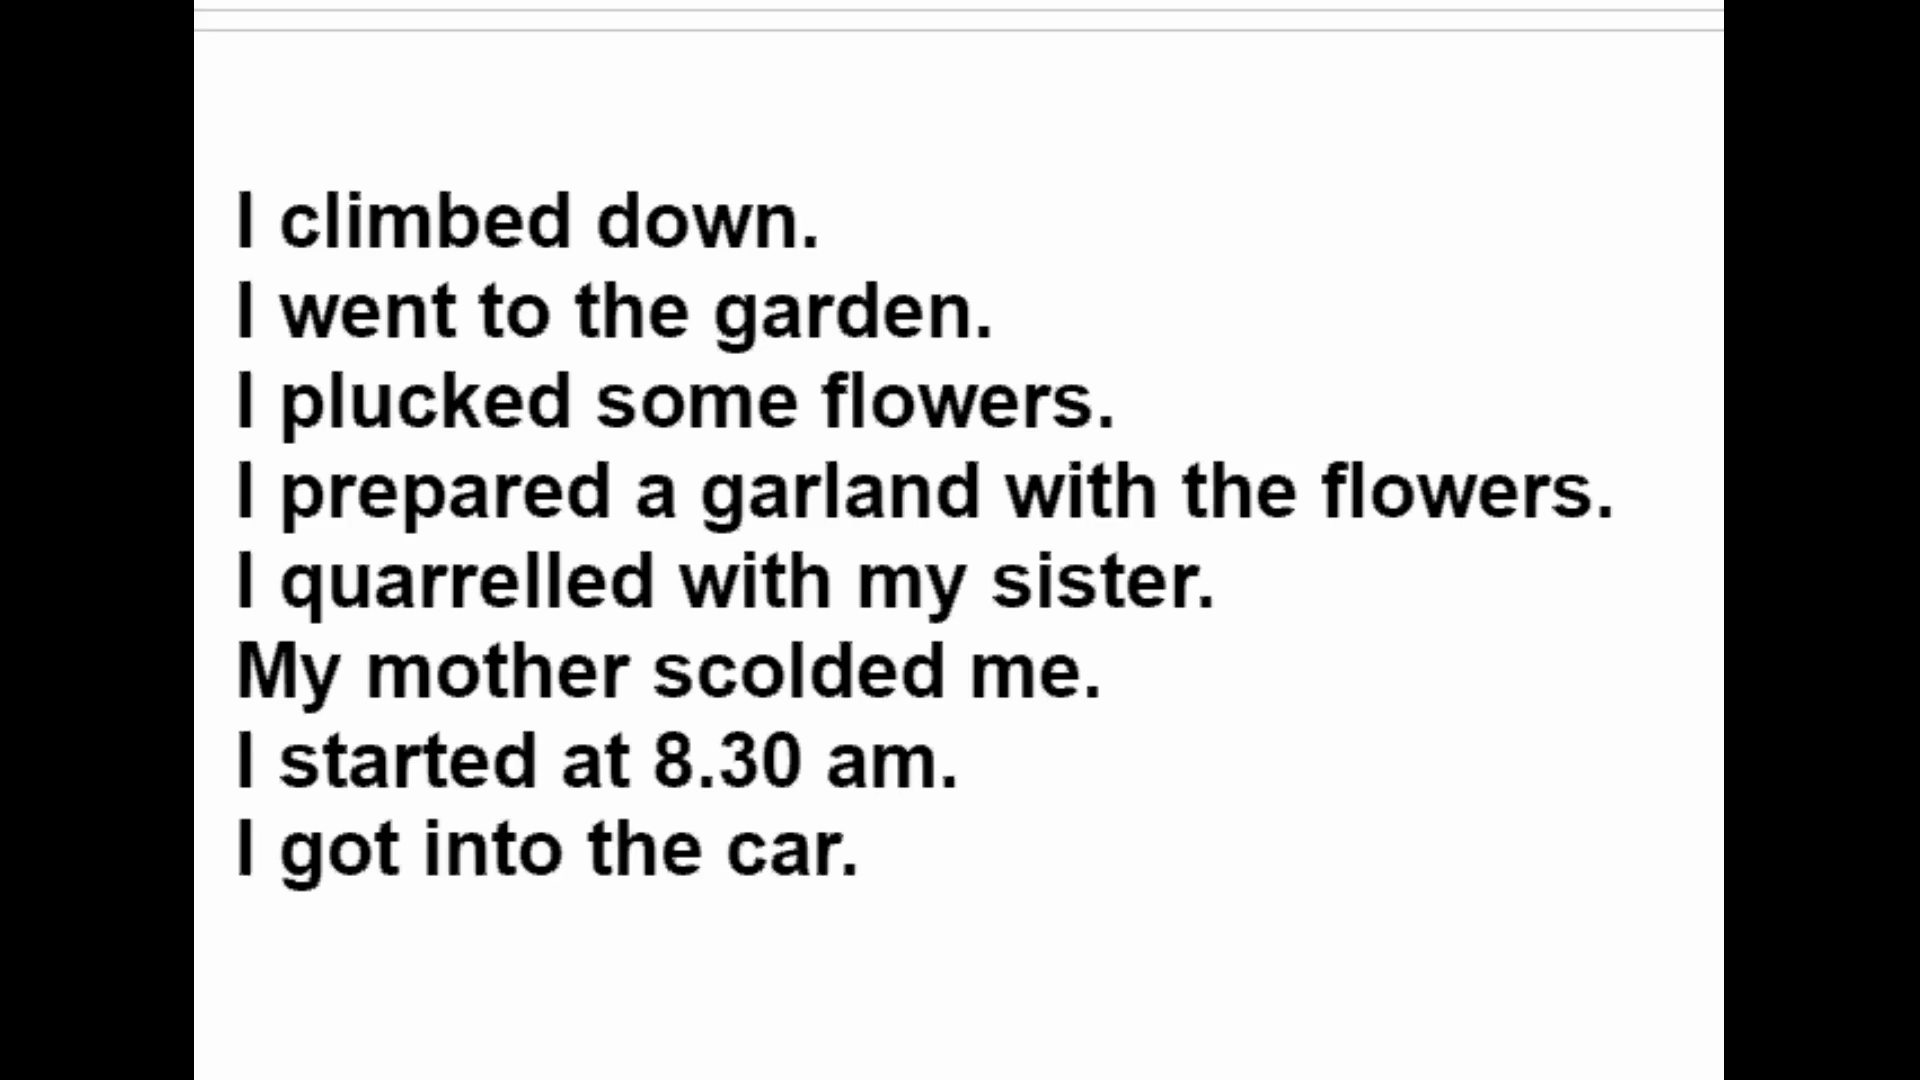 I climbed down.
I went to the garden.
I plucked some flowers.
I prepared a garland with the flowers.
I quarrelled with my sister.
My mother scolded me.
I started at 8.30 am.
I got into the car.